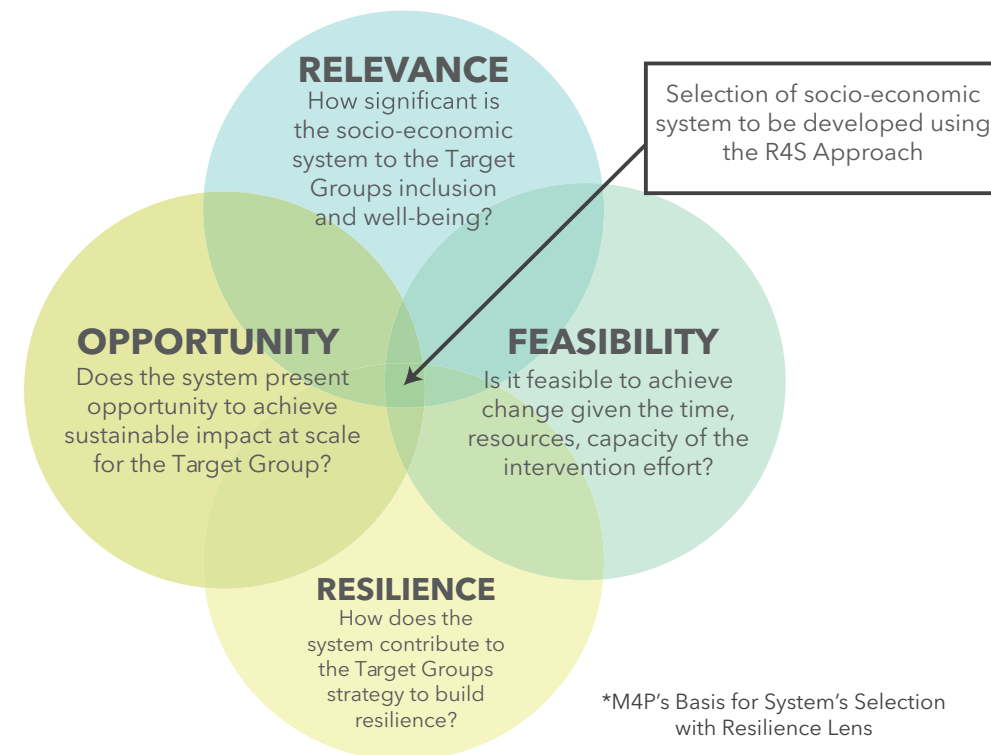 RELEVANCE
How significant is
the socio-economic
system to the Target
Groups inclusion
and well-being?
Selection of socio-economic
system to be developed using
the R4S Approach
OPPORTUNITY
Does the system present
opportunity to achieve
sustainable impact at scale
for the Target Group?
FEASIBILITY
Is it feasible to achieve
change given the time,
resources, capacity of the
intervention effort?
RESILIENCE
How does the
system contribute to
the Target Groups
strategy to build
resilience?
*M4P's Basis for System's Selection
with Resilience Lens